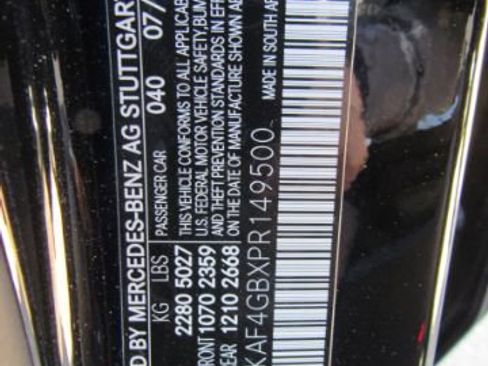 D BY MERCEDES-BENZ AG STUTTGAR
PASSENGER CAR 040 07/
KG LBS
2280 5027
RONT 1070 2359
EAR 1210 2668
THIS VEHICLE CONFORMS TO ALL APPLICAB
U.S. FEDERAL MOTOR VEHICLE SAFETY, BUM
AND THEFT PREVENTION STANDARDS IN EFF
ON THE DATE OF MANUFACTURE SHOWN AB
KAF4GBXPR149500
MADE IN SOUTH AF